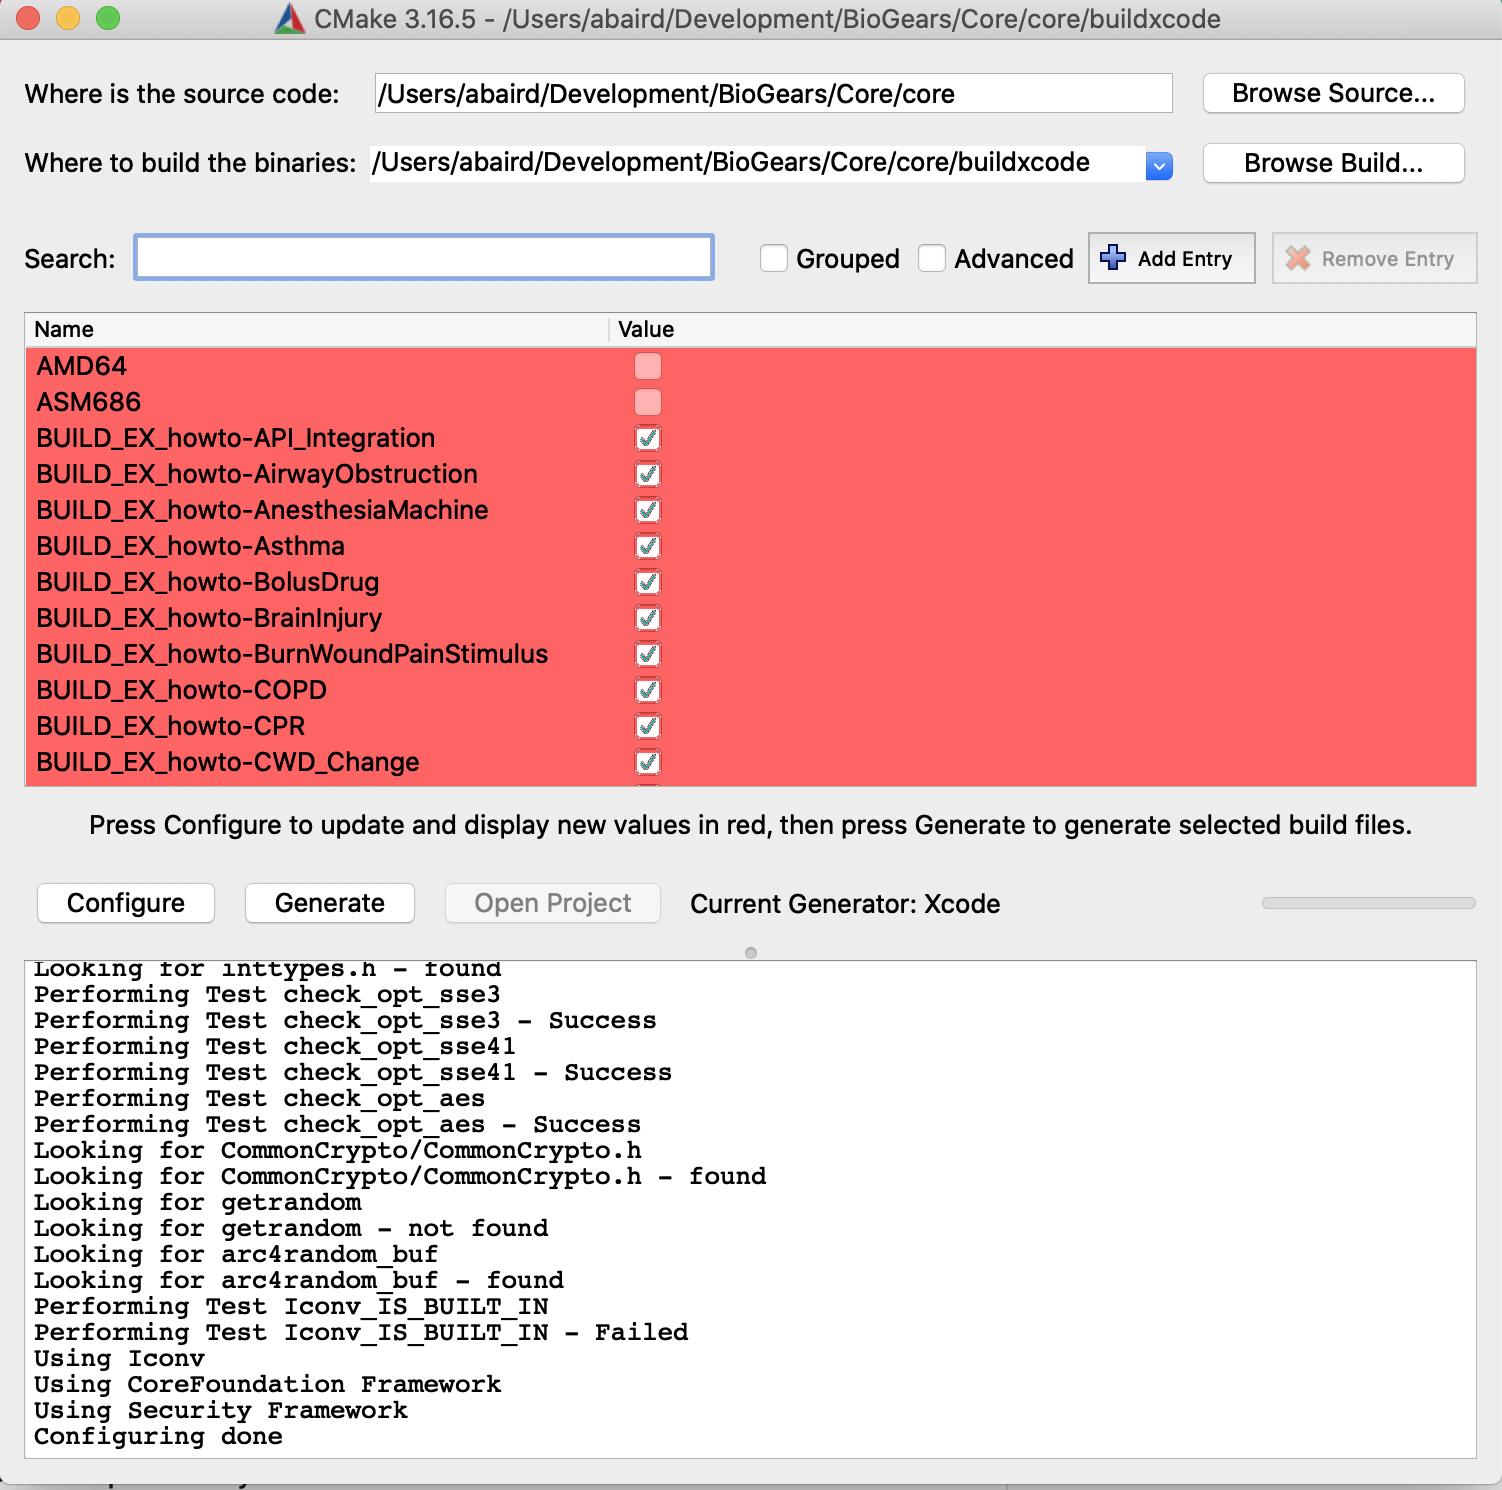 CMake 3.16.5 - /Users/abaird/Development/BioGears/Core/core/buildxcode
Where is the source code: /Users/abaird/Development/BioGears/Core/core Browse Source...
Where to build the binaries: /Users/abaird/Development/BioGears/Core/core/buildxcode Browse Build...
Search: Grouped Advanced Add Entry Remove Entry
Name Value
AMD64
ASM686
BUILD_EX_howto-API_Integration
BUILD_EX_howto-AirwayObstruction
BUILD_EX_howto-AnesthesiaMachine
BUILD_EX_howto-Asthma
BUILD_EX_howto-BolusDrug
BUILD_EX_howto-BrainInjury
BUILD_EX_howto-BurnWoundPainStimulus
BUILD_EX_howto-COPD
BUILD_EX_howto-CPR
BUILD_EX_howto-CWD_Change
Press Configure to update and display new values in red, then press Generate to generate selected build files.
Configure Generate Open Project Current Generator: Xcode
Looking for inttypes.h - found
Performing Test check_opt_sse3
Performing Test check_opt_sse3 - Success
Performing Test check_opt_sse41
Performing Test check_opt_sse41 - Success
Performing Test check_opt_aes
Performing Test check_opt_aes - Success
Looking for CommonCrypto/CommonCrypto.h
Looking for CommonCrypto/CommonCrypto.h - found
Looking for getrandom
Looking for getrandom - not found
Looking for arc4random_buf
Looking for arc4random_buf - found
Performing Test Iconv_IS_BUILT_IN
Performing Test Iconv_IS_BUILT_IN - Failed
Using Iconv
Using CoreFoundation Framework
Using Security Framework
Configuring done